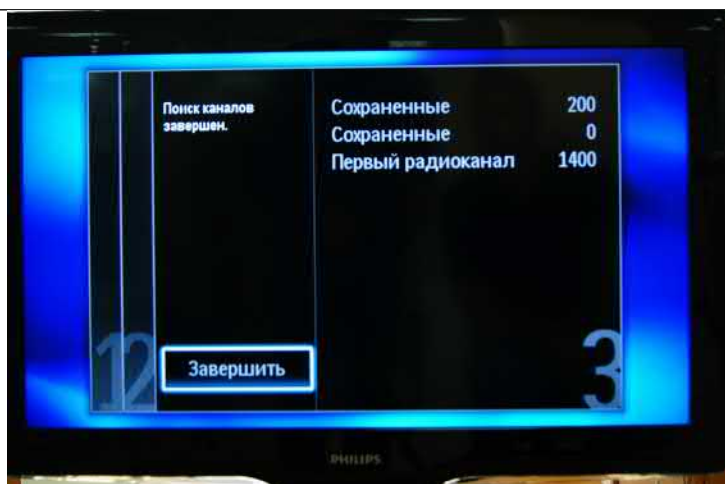 Поиск каналов
завершен.
Сохраненные 200
Сохраненные 0
Первый радиоканал 1400
12
Завершить
3
PHILIPS